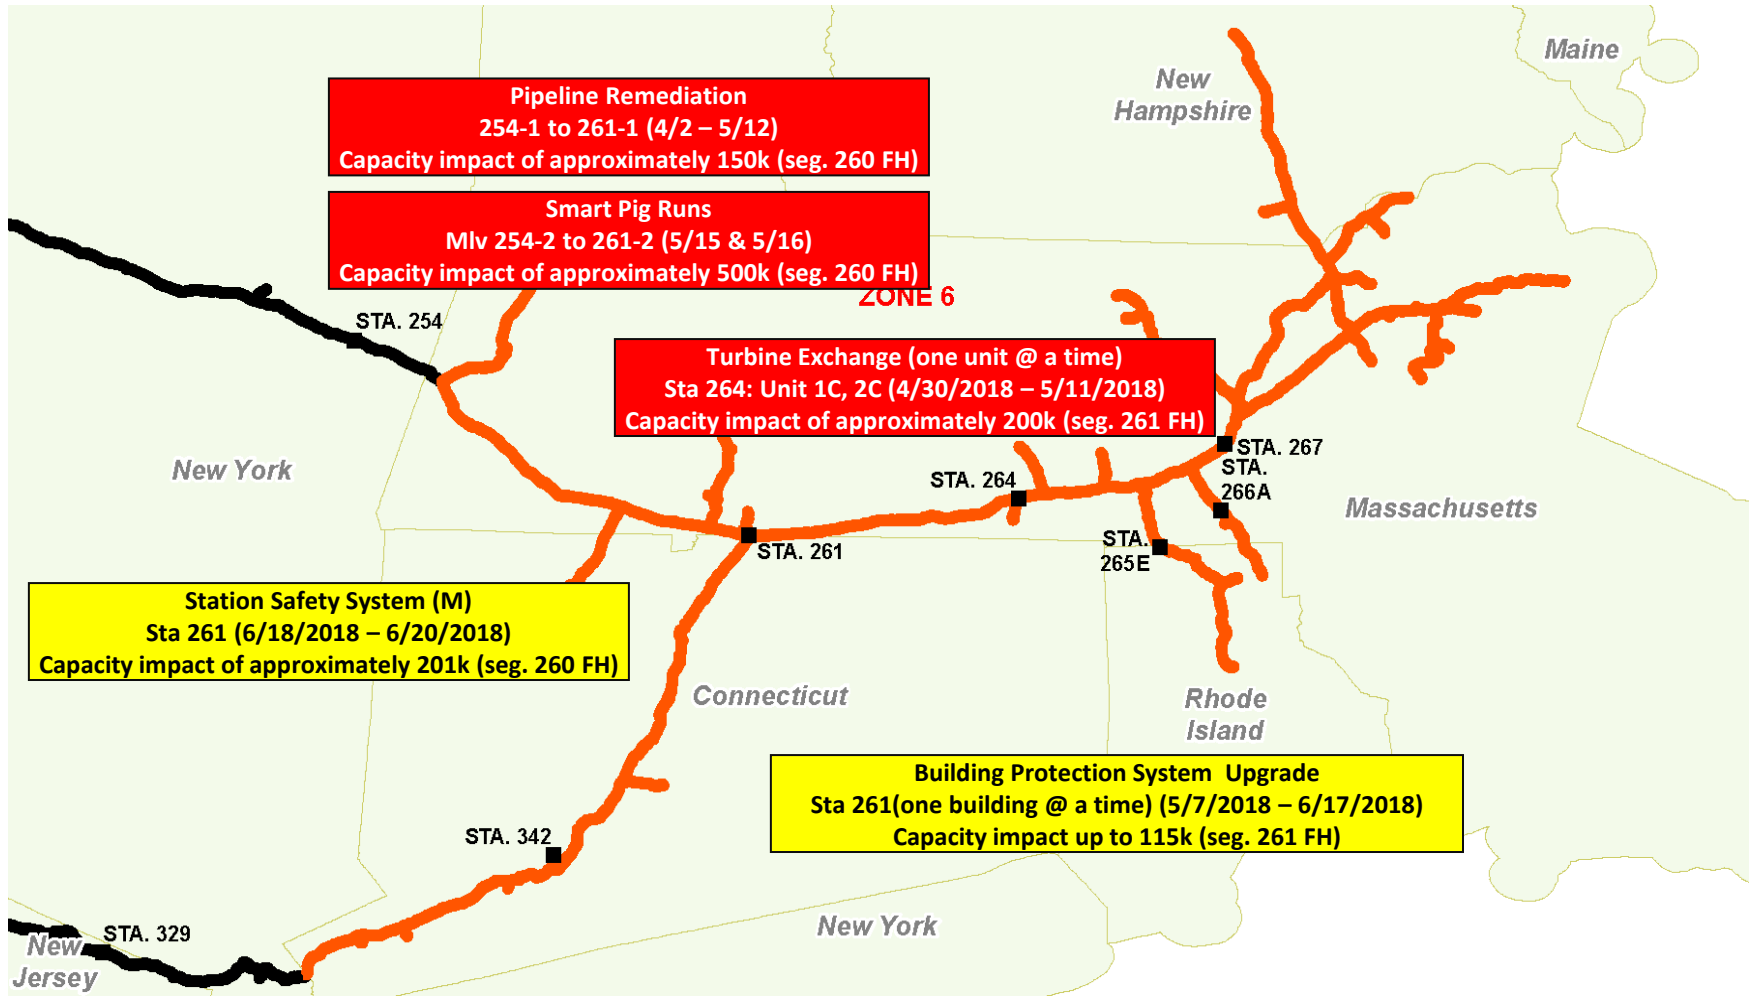 Maine
New
Hampshire
Pipeline Remediation
254-1 to 261-1 (4/2 – 5/12)
Capacity impact of approximately 150k (seg. 260 FH)
Smart Pig Runs
Mlv 254-2 to 261-2 (5/15 & 5/16)
Capacity impact of approximately 500k (seg. 260 FH)
ZONE 6
STA. 254
Turbine Exchange (one unit @ a time)
Sta 264: Unit 1C, 2C (4/30/2018 – 5/11/2018)
Capacity impact of approximately 200k (seg. 261 FH)
New York
STA. 267
STA. 264
STA.
266A
Massachusetts
STA. 261
STA.
265E
Station Safety System (M)
Sta 261 (6/18/2018 – 6/20/2018)
Capacity impact of approximately 201k (seg. 260 FH)
Connecticut
Rhode
Island
Building Protection System  Upgrade
Sta 261(one building @ a time) (5/7/2018 – 6/17/2018)
Capacity impact up to 115k (seg. 261 FH)
STA. 342
New York
STA. 329
New
Jersey